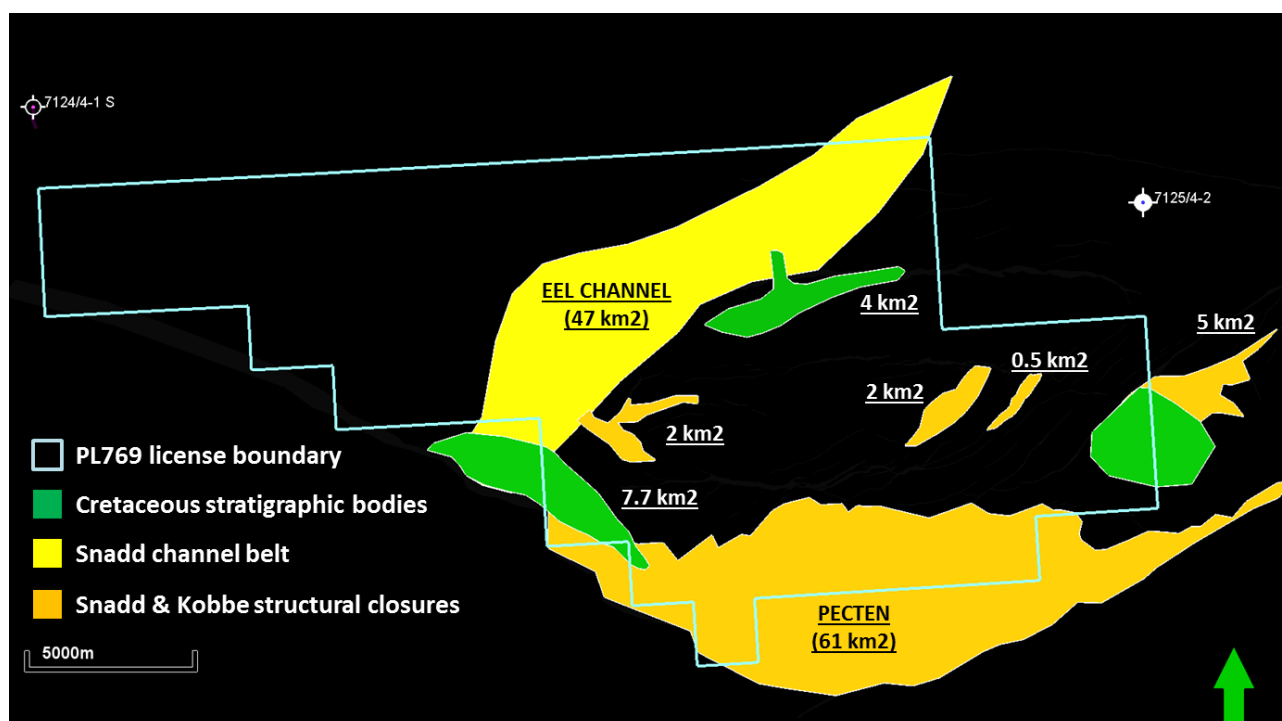 7124/4-1 S
7125/4-2
EEL CHANNEL
(47 km2)
4 km2
5 km2
0.5 km2
2 km2
2 km2
7.7 km2
PL769 license boundary
Cretaceous stratigraphic bodies
Snadd channel belt
Snadd & Kobbe structural closures
PECTEN
(61 km2)
5000m